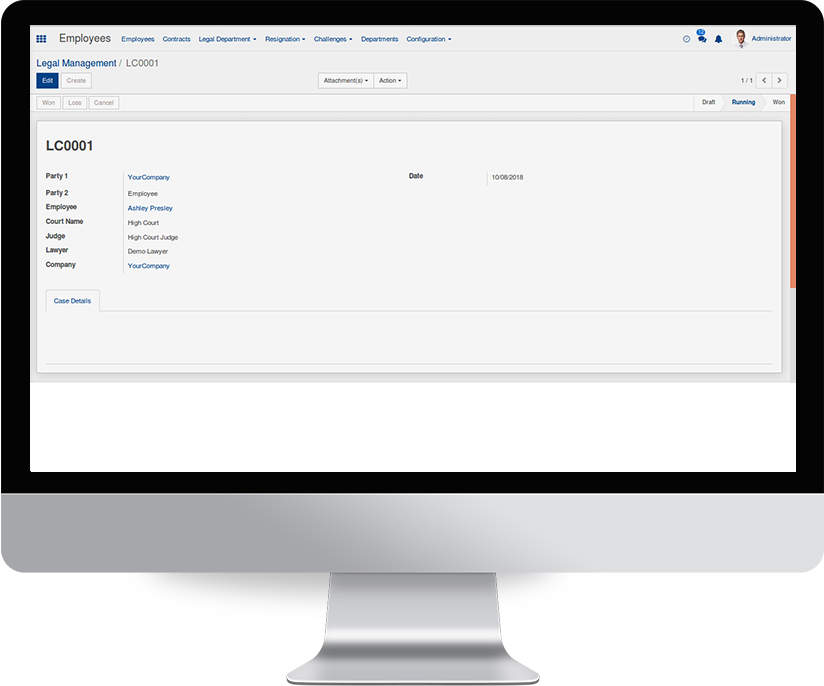 Employees Employees Contracts Legal Department Resignation Challenges Departments Configuration 12 Administrator
Legal Management / LC0001
Edit Create Attachment(s) Action 1 / 1
Won Loss Cancel Draft Running Won
LC0001
Party 1 YourCompany Date 10/08/2018
Party 2 Employee
Employee Ashley Presley
Court Name High Court
Judge High Court Judge
Lawyer Demo Lawyer
Company YourCompany
Case Details